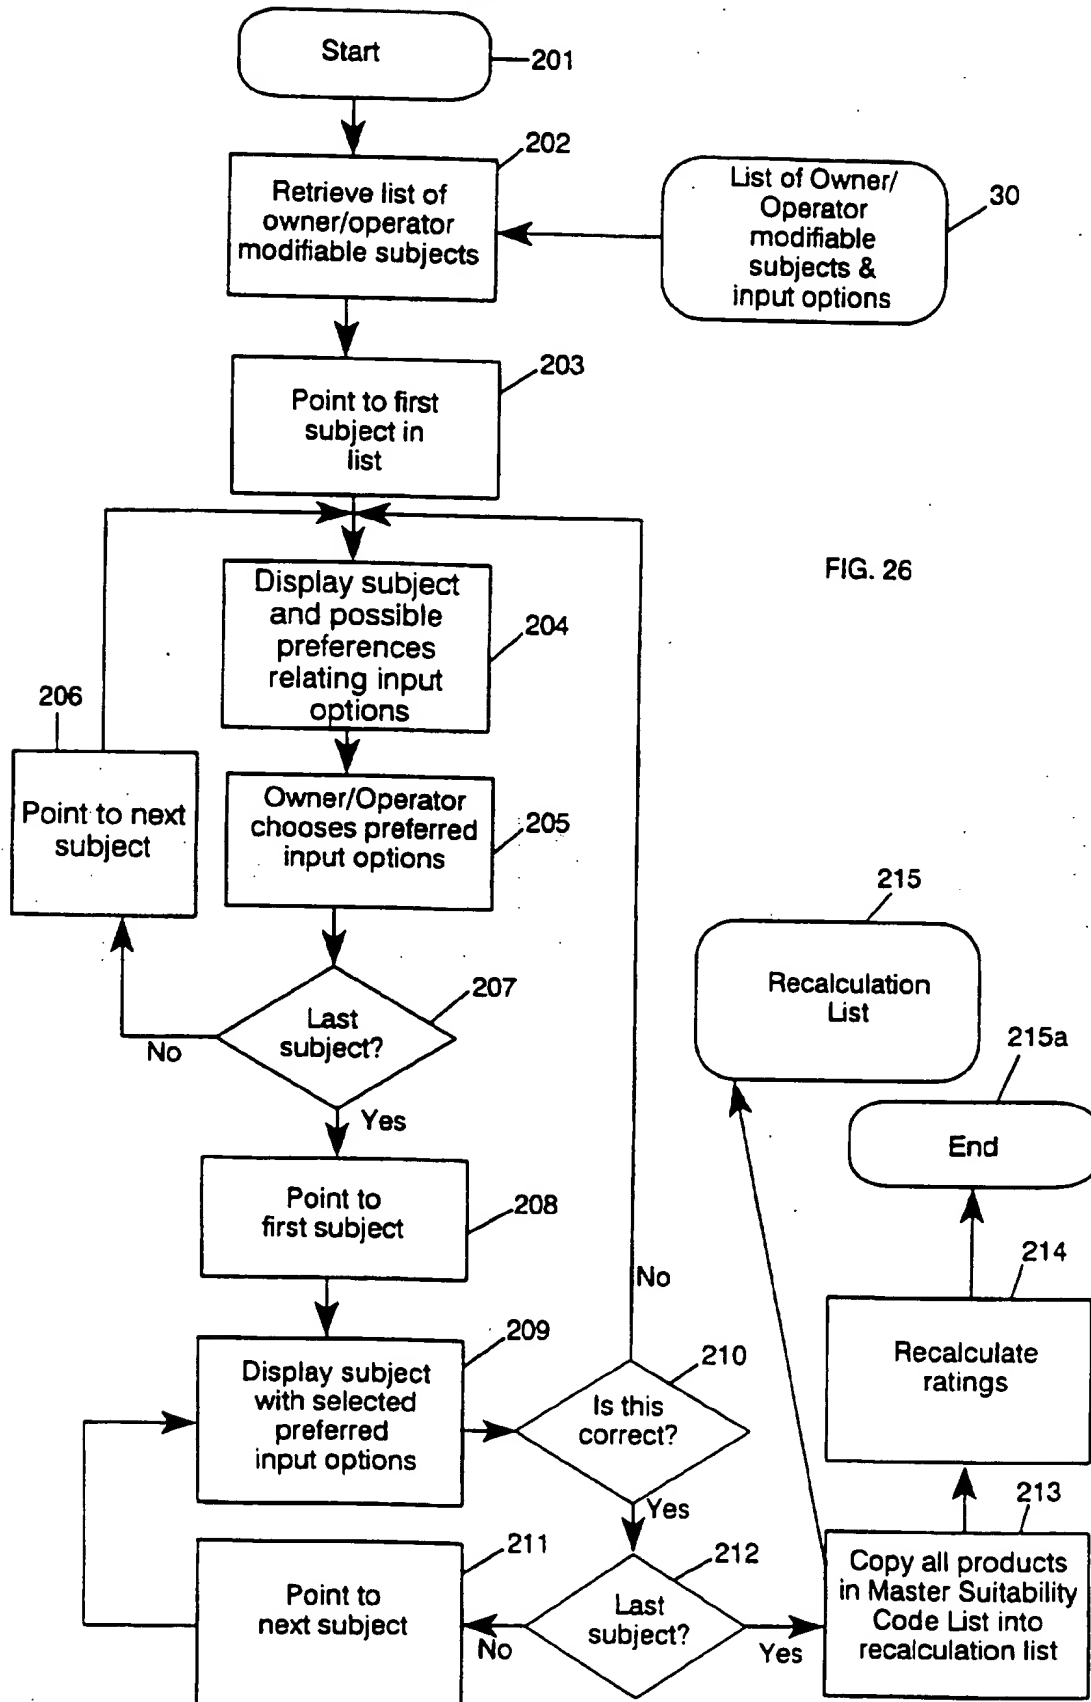 Start
201
202
Retrieve list of
owner/operator
modifiable subjects
List of Owner/
Operator
modifiable
subjects &
input options
30
203
Point to first
subject in
list
FIG. 26
Display subject
and possible
preferences
relating input
options
204
206
Point to next
subject
Owner/Operator
chooses preferred
input options
205
207
Last
subject?
No
Yes
215
Recalculation
List
215a
End
Point to
first subject
208
No
214
Recalculate
ratings
209
Display subject
with selected
preferred
input options
210
Is this
correct?
Yes
211
Point to
next subject
212
Last
subject?
No
Yes
213
Copy all products
in Master Suitability
Code List into
recalculation list